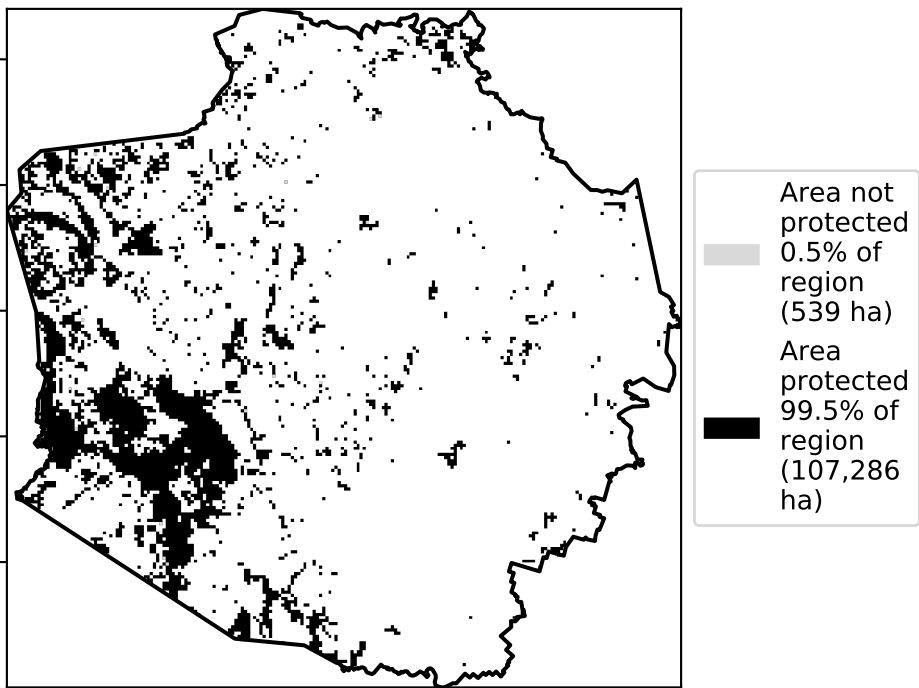 Area not
protected
0.5% of
region
(539 ha)
Area
protected
99.5% of
region
(107,286
ha)